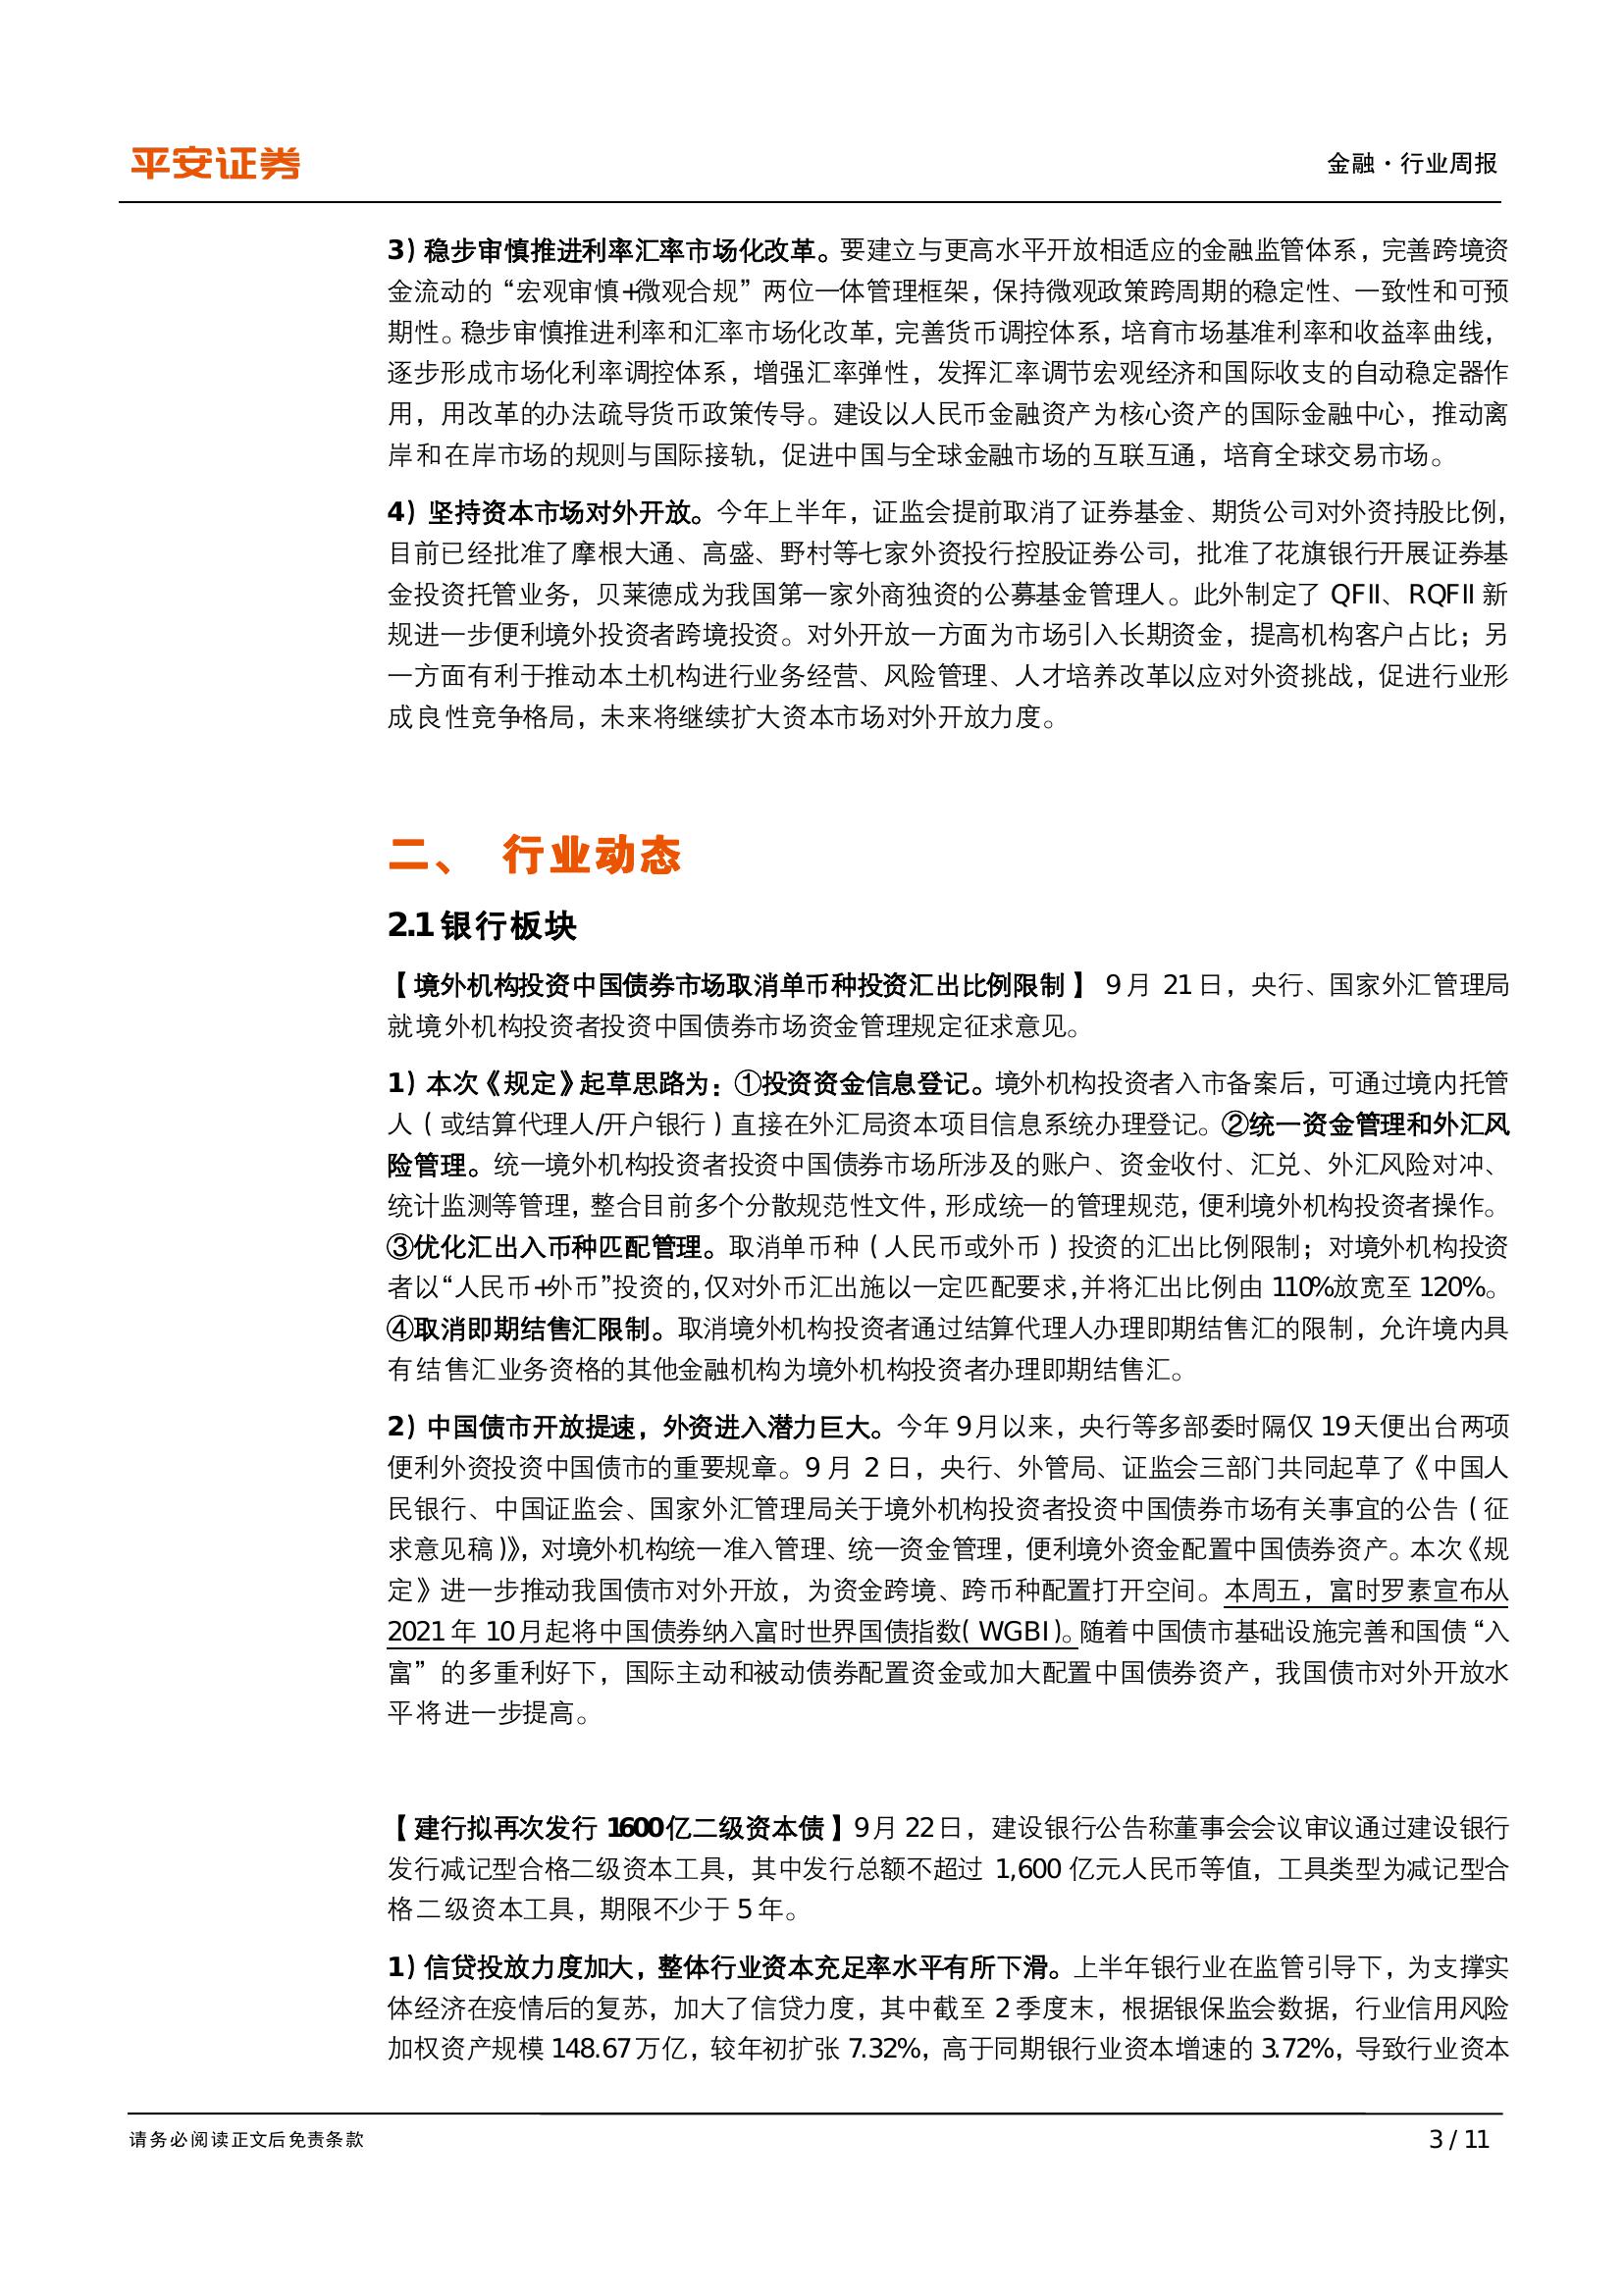 平安证券
金融·行业周报
3）稳步审慎推进利率汇率市场化改革。要建立与更高水平开放相适应的金融监管体系，完善跨境资
金流动的“宏观审慎+微观合规”两位一体管理框架，保持微观政策跨周期的稳定性、一致性和可预
期性。稳步审慎推进利率和汇率市场化改革，完善货币调控体系，培育市场基准利率和收益率曲线，
逐步形成市场化利率调控体系，增强汇率弹性，发挥汇率调节宏观经济和国际收支的自动稳定器作
用，用改革的办法疏导货币政策传导。建设以人民币金融资产为核心资产的国际金融中心，推动离
岸和在岸市场的规则与国际接轨，促进中国与全球金融市场的互联互通，培育全球交易市场。
4）坚持资本市场对外开放。今年上半年，证监会提前取消了证券基金、期货公司对外资持股比例，
目前已经批准了摩根大通、高盛、野村等七家外资投行控股证券公司，批准了花旗银行开展证券基
金投资托管业务，贝莱德成为我国第一家外商独资的公募基金管理人。此外制定了 QFII、RQFII 新
规进一步便利境外投资者跨境投资。对外开放一方面为市场引入长期资金，提高机构客户占比；另
一方面有利于推动本土机构进行业务经营、风险管理、人才培养改革以应对外资挑战，促进行业形
成良性竞争格局，未来将继续扩大资本市场对外开放力度。
二、 行业动态
2.1 银行板块
【境外机构投资中国债券市场取消单币种投资汇出比例限制】 9 月 21 日，央行、国家外汇管理局
就境外机构投资者投资中国债券市场资金管理规定征求意见。
1）本次《规定》起草思路为：①投资资金信息登记。境外机构投资者入市备案后，可通过境内托管
人（或结算代理人/开户银行）直接在外汇局资本项目信息系统办理登记。②统一资金管理和外汇风
险管理。统一境外机构投资者投资中国债券市场所涉及的账户、资金收付、汇兑、外汇风险对冲、
统计监测等管理，整合目前多个分散规范性文件，形成统一的管理规范，便利境外机构投资者操作。
③优化汇出入币种匹配管理。取消单币种（人民币或外币）投资的汇出比例限制；对境外机构投资
者以“人民币+外币”投资的，仅对外币汇出施以一定匹配要求，并将汇出比例由 110%放宽至 120%。
④取消即期结售汇限制。取消境外机构投资者通过结算代理人办理即期结售汇的限制，允许境内具
有结售汇业务资格的其他金融机构为境外机构投资者办理即期结售汇。
2）中国债市开放提速，外资进入潜力巨大。今年 9 月以来，央行等多部委时隔仅 19 天便出台两项
便利外资投资中国债市的重要规章。9 月 2 日，央行、外管局、证监会三部门共同起草了《中国人
民银行、中国证监会、国家外汇管理局关于境外机构投资者投资中国债券市场有关事宜的公告（征
求意见稿）》，对境外机构统一准入管理、统一资金管理，便利境外资金配置中国债券资产。本次《规
定》进一步推动我国债市对外开放，为资金跨境、跨币种配置打开空间。本周五，富时罗素宣布从
2021 年 10 月起将中国债券纳入富时世界国债指数（WGBI）。随着中国债市基础设施完善和国债“入
富”的多重利好下，国际主动和被动债券配置资金或加大配置中国债券资产，我国债市对外开放水
平将进一步提高。
【建行拟再次发行 1600 亿二级资本债】9 月 22 日，建设银行公告称董事会会议审议通过建设银行
发行减记型合格二级资本工具，其中发行总额不超过 1,600 亿元人民币等值，工具类型为减记型合
格二级资本工具，期限不少于 5 年。
1）信贷投放力度加大，整体行业资本充足率水平有所下滑。上半年银行业在监管引导下，为支撑实
体经济在疫情后的复苏，加大了信贷力度，其中截至 2 季度末，根据银保监会数据，行业信用风险
加权资产规模 148.67 万亿，较年初扩张 7.32%，高于同期银行业资本增速的 3.72%，导致行业资本
请务必阅读正文后免责条款
3 / 11